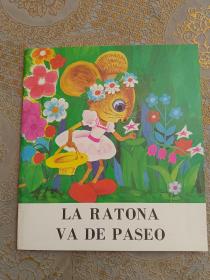 LA RATONA
VA DE PASEO